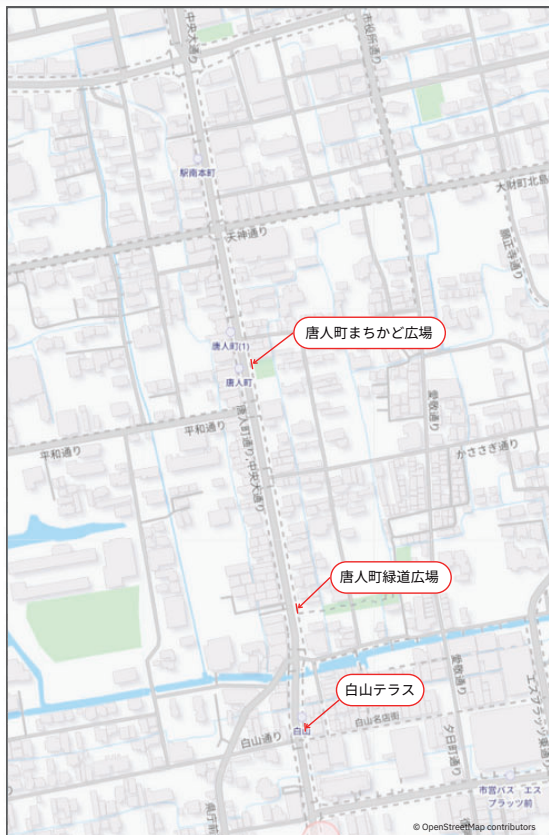 中央大通り
市役所通り
駅南本町
大財町北島
天神通り
願正寺通り
唐人町まちかど広場
唐人町(1)
唐人町
愛敬通り
平和通り
平和通り
唐人町通り;中央大通り
かささぎ通り
唐人町緑道広場
白山テラス
愛敬通り
エスプラッツ東通り
白山名店街
白山
白山通り
夕日町通り
県庁前
市営バス エス
プラッツ前
© OpenStreetMap contributors